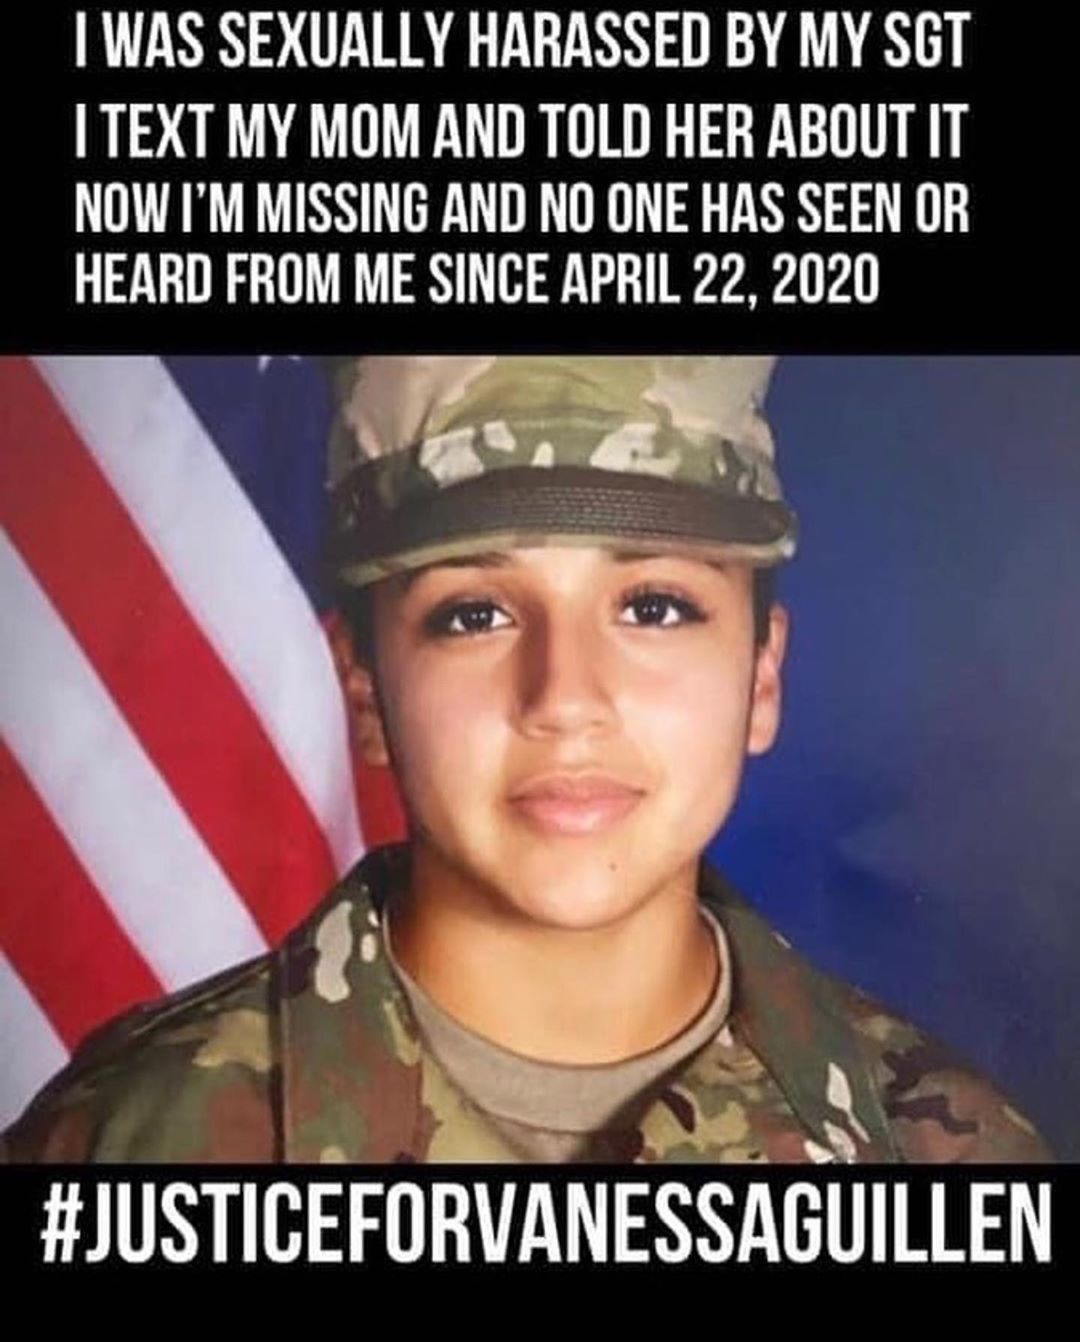 I WAS SEXUALLY HARASSED BY MY SGT
I TEXT MY MOM AND TOLD HER ABOUT IT
NOW I'M MISSING AND NO ONE HAS SEEN OR
HEARD FROM ME SINCE APRIL 22, 2020
#JUSTICEFORVANESSAGUILLEN